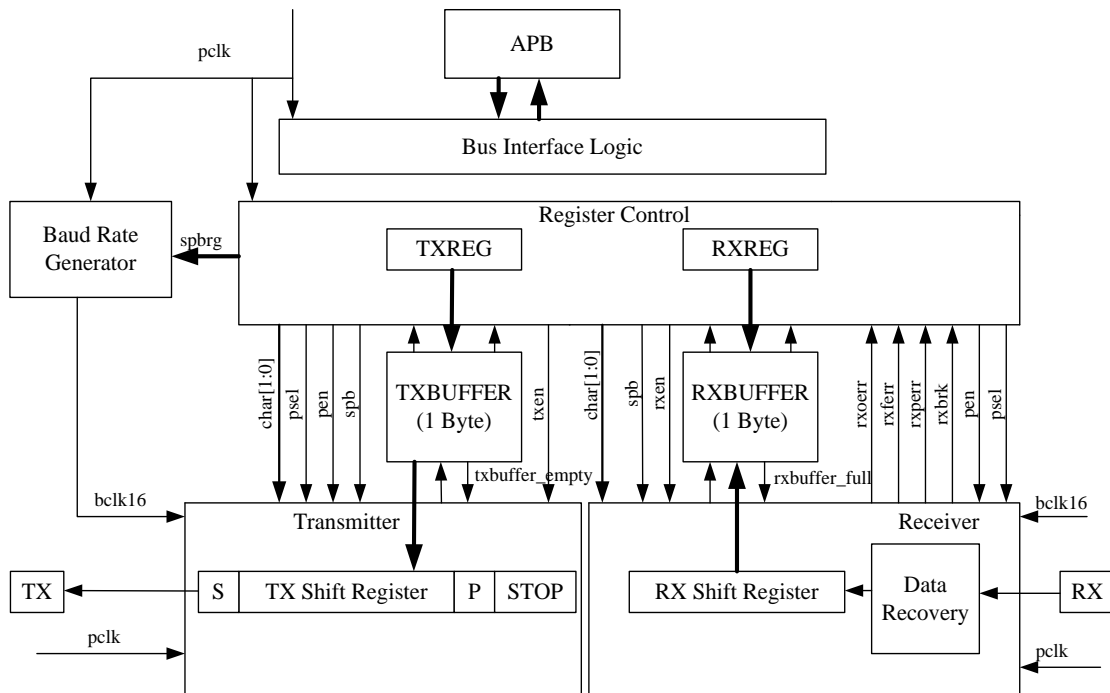 pclk
APB
Bus Interface Logic
Register Control
Baud Rate
Generator
spbrg
TXREG
RXREG
char[1:0]
psel
pen
spb
TXBUFFER
(1 Byte)
txen
char[1:0]
spb
rxen
RXBUFFER
(1 Byte)
rxoerr
rxferr
rxperr
rxbrk
pen
psel
txbuffer_empty
rxbuffer_full
bclk16
Transmitter
Receiver
bclk16
TX
S
TX Shift Register
P
STOP
RX Shift Register
Data
Recovery
RX
pclk
pclk